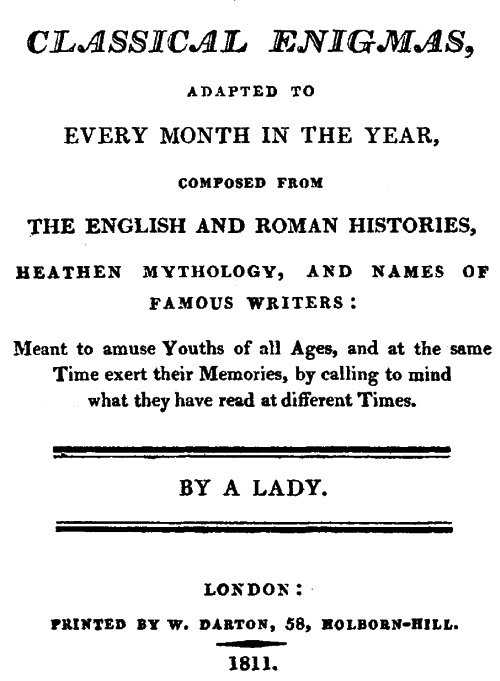 CLASSICAL ENIGMAS,
ADAPTED TO
EVERY MONTH IN THE YEAR,
COMPOSED FROM
THE ENGLISH AND ROMAN HISTORIES,
HEATHEN MYTHOLOGY, AND NAMES OF
FAMOUS WRITERS:
Meant to amuse Youths of all Ages, and at the same
Time exert their Memories, by calling to mind
what they have read at different Times.
BY A LADY.
LONDON:
PRINTED BY W. DARTON, 58, HOLBORN-HILL.
1811.